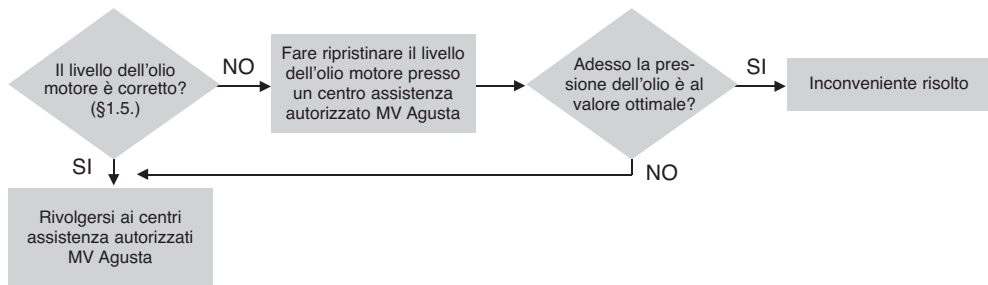 Il livello dell'olio
motore è corretto?
(§1.5.)
NO
Fare ripristinare il livello
dell'olio motore presso
un centro assistenza
autorizzato MV Agusta
Adesso la pres-
sione dell'olio è al
valore ottimale?
SI
Inconveniente risolto
SI
NO
Rivolgersi ai centri
assistenza autorizzati
MV Agusta